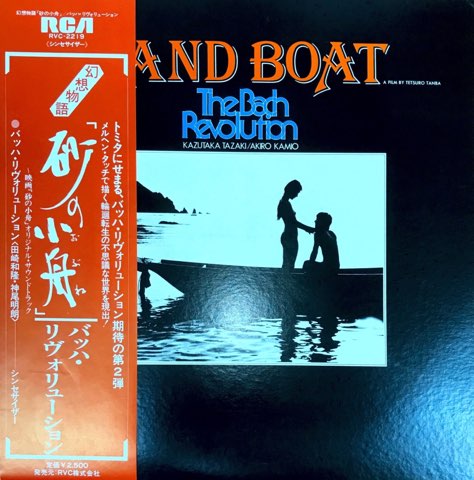 幻想物語「砂の小舟」/バッハ・リヴォリューション
RCA
RVC-2219
〈シンセサイザー〉
幻想物語
「砂の小舟」
おぶね
バッハ・
リヴォリューション
トミタにせまる、バッハ・リヴォリューション期待の第2弾
メルヘン・タッチで描く輪廻転生の不思議な世界を現出!
~映画「砂の小舟」オリジナル・サウンドトラック
●バッハ・リヴォリューション〈田崎和隆・神尾明朗〉――シンセサイザー
定価¥2,500
発売元:RVC株式会社
AND BOAT
A FILM BY TETSURO TANBA
The Bach
Revolution
KAZUTAKA TAZAKI/AKIRO KAMIO